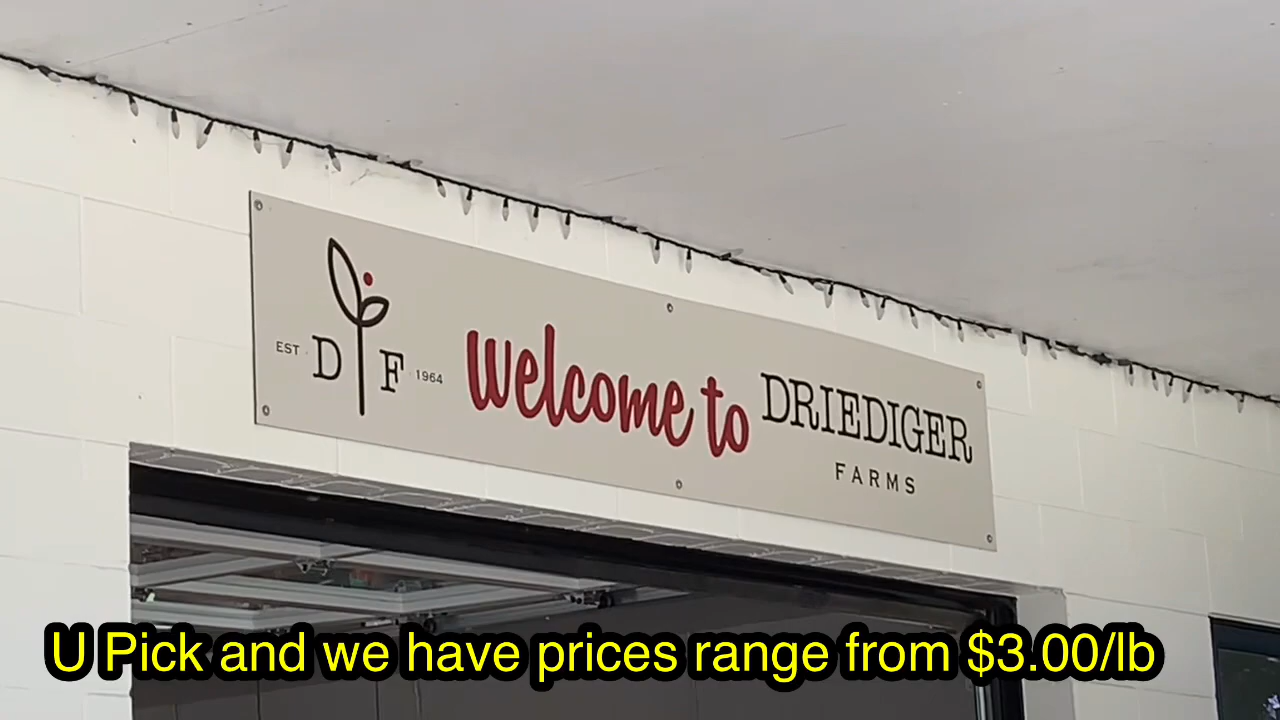 EST D F 1964
welcome to
DRIEDIGER
FARMS
U Pick and we have prices range from $3.00/lb